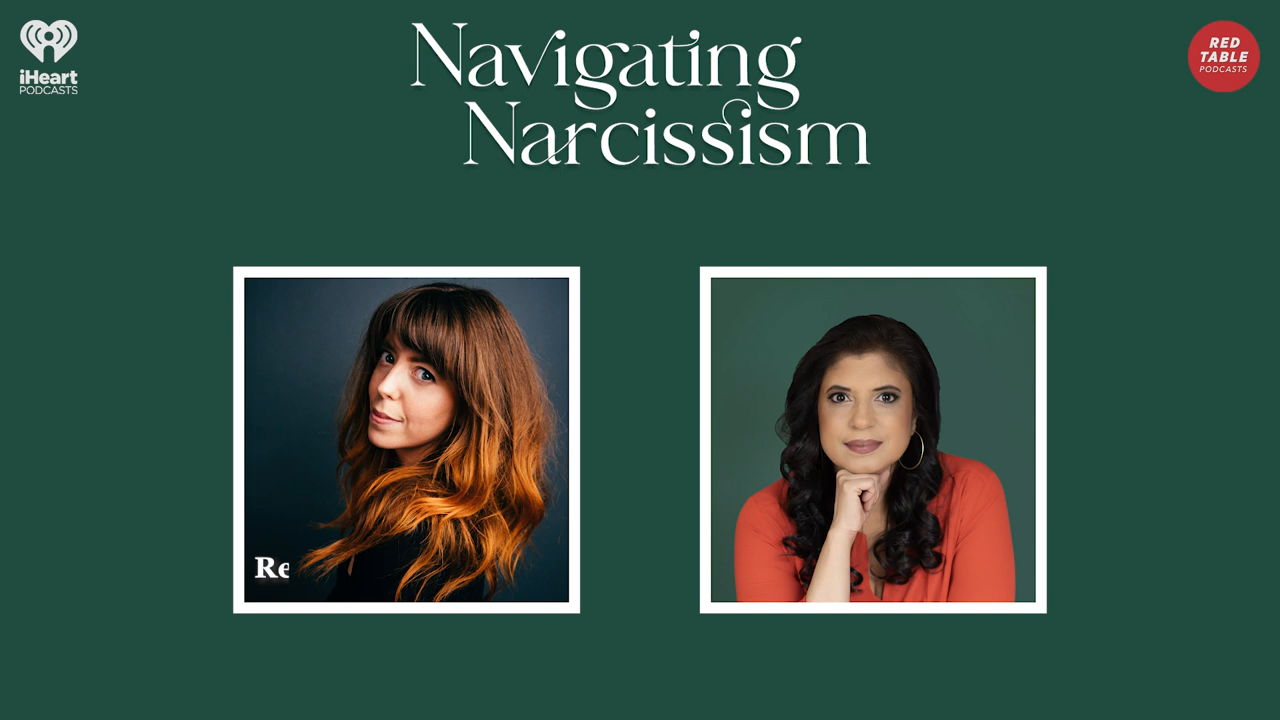 iHeart
PODCASTS
Navigating
Narcissism
RED
TABLE
PODCASTS
Re